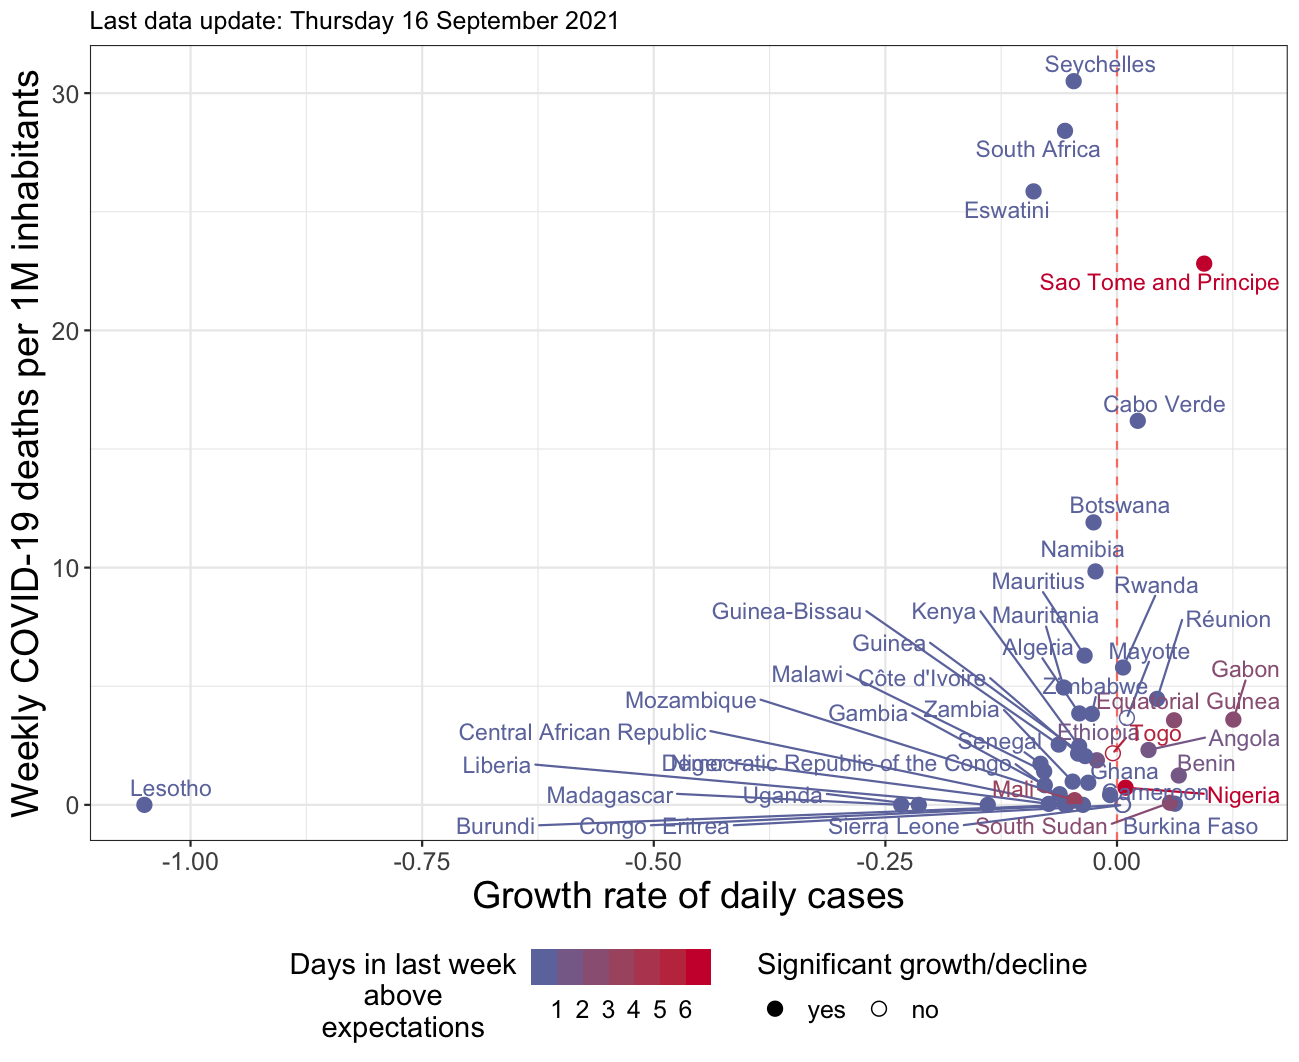 Last data update: Thursday 16 September 2021
Weekly COVID-19 deaths per 1M inhabitants
30
20
10
0
Seychelles
South Africa
Eswatini
Sao Tome and Principe
Cabo Verde
Botswana
Namibia
Mauritius
Rwanda
Guinea-Bissau
Kenya
Mauritania
Réunion
Guinea
Algeria
Mayotte
Gabon
Malawi
Côte d'Ivoire
Zimbabwe
Mozambique
Equatorial Guinea
Gambia
Zambia
Central African Republic
Ethiopia
Togo
Senegal
Angola
Liberia
Niger
Democratic Republic of the Congo
Benin
Ghana
Lesotho
Mali
Madagascar
Uganda
Cameroon
Nigeria
Burundi
Congo
Eritrea
Sierra Leone
South Sudan
Burkina Faso
-1.00
-0.75
-0.50
-0.25
0.00
Growth rate of daily cases
Days in last week
above
expectations
1 2 3 4 5 6
Significant growth/decline
yes
no